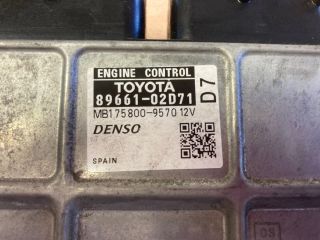 ENGINE CONTROL
TOYOTA
89661-02D71
D7
MB175800-9570 12V
DENSO
SPAIN